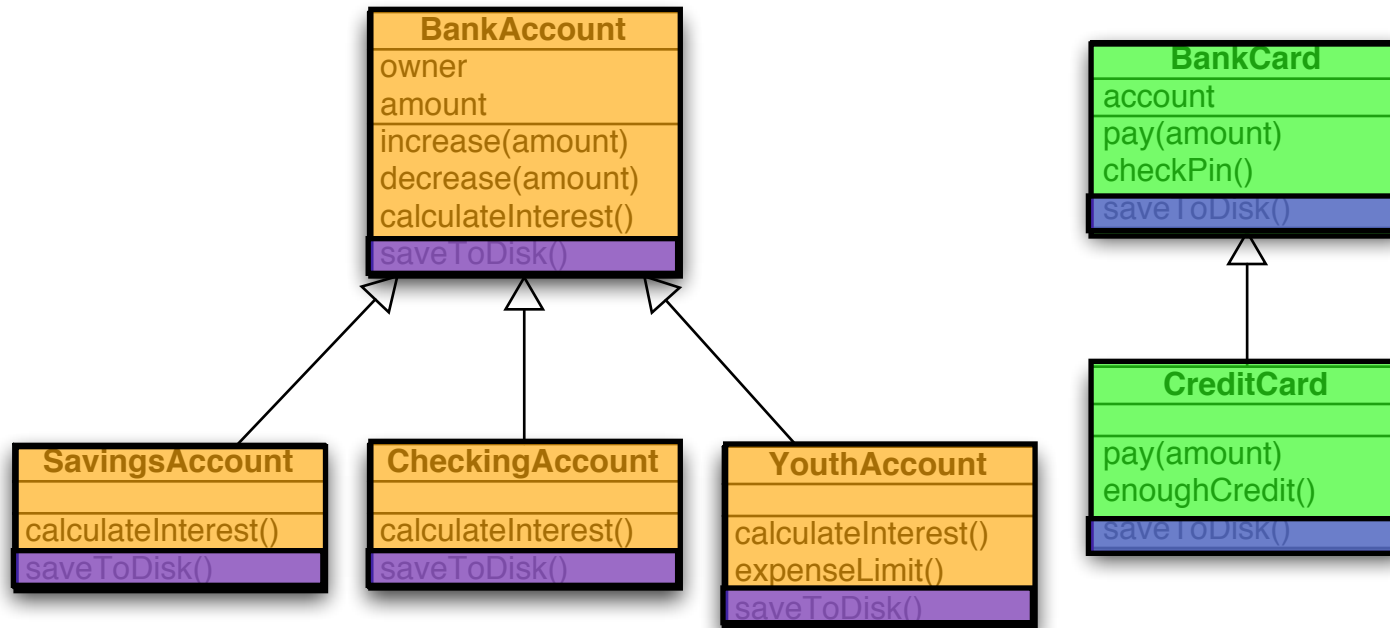 BankAccount
owner
amount
increase(amount)
decrease(amount)
calculateInterest()
saveToDisk()
BankCard
account
pay(amount)
checkPin()
saveToDisk()
SavingsAccount
calculateInterest()
saveToDisk()
CheckingAccount
calculateInterest()
saveToDisk()
YouthAccount
calculateInterest()
expenseLimit()
saveToDisk()
CreditCard
pay(amount)
enoughCredit()
saveToDisk()